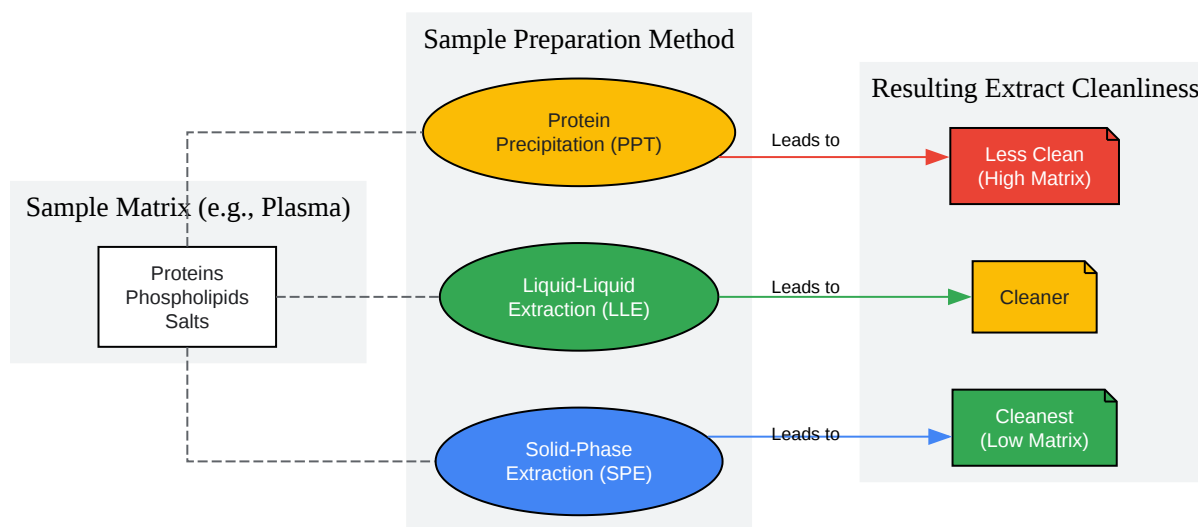 Sample Preparation Method
Resulting Extract Cleanliness
Sample Matrix (e.g., Plasma)
Protein
Precipitation (PPT)
Leads to
Less Clean
(High Matrix)
Proteins
Phospholipids
Salts
Liquid-Liquid
Extraction (LLE)
Leads to
Cleaner
Solid-Phase
Extraction (SPE)
Leads to
Cleanest
(Low Matrix)